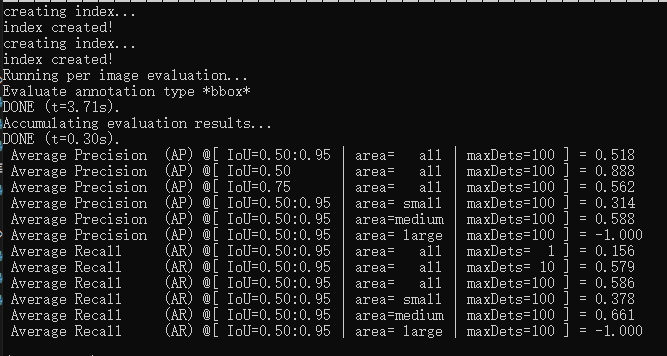 creating index...
index created!
creating index...
index created!
Running per image evaluation...
Evaluate annotation type *bbox*
DONE (t=3.71s).
Accumulating evaluation results...
DONE (t=0.30s).
 Average Precision  (AP) @[ IoU=0.50:0.95 | area=   all | maxDets=100 ] = 0.518
 Average Precision  (AP) @[ IoU=0.50      | area=   all | maxDets=100 ] = 0.888
 Average Precision  (AP) @[ IoU=0.75      | area=   all | maxDets=100 ] = 0.562
 Average Precision  (AP) @[ IoU=0.50:0.95 | area= small | maxDets=100 ] = 0.314
 Average Precision  (AP) @[ IoU=0.50:0.95 | area=medium | maxDets=100 ] = 0.588
 Average Precision  (AP) @[ IoU=0.50:0.95 | area= large | maxDets=100 ] = -1.000
 Average Recall     (AR) @[ IoU=0.50:0.95 | area=   all | maxDets=  1 ] = 0.156
 Average Recall     (AR) @[ IoU=0.50:0.95 | area=   all | maxDets= 10 ] = 0.579
 Average Recall     (AR) @[ IoU=0.50:0.95 | area=   all | maxDets=100 ] = 0.586
 Average Recall     (AR) @[ IoU=0.50:0.95 | area= small | maxDets=100 ] = 0.378
 Average Recall     (AR) @[ IoU=0.50:0.95 | area=medium | maxDets=100 ] = 0.661
 Average Recall     (AR) @[ IoU=0.50:0.95 | area= large | maxDets=100 ] = -1.000